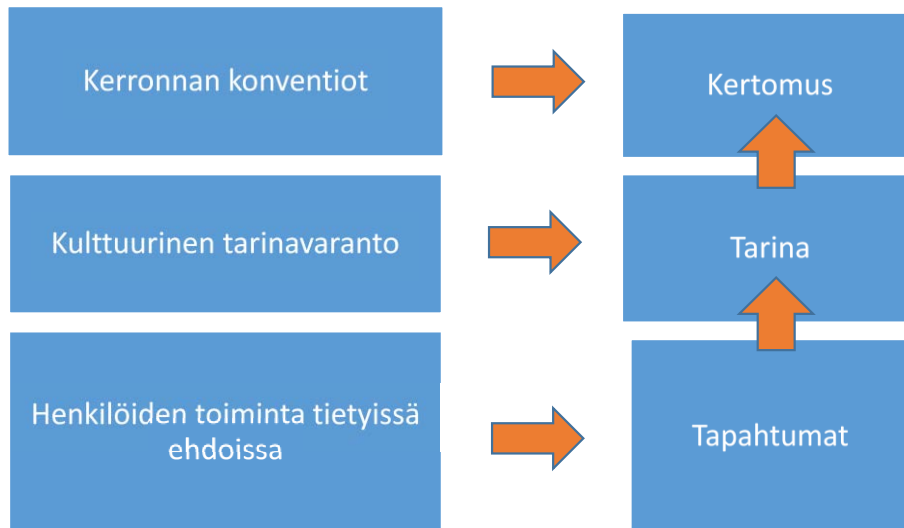 Kerronnan konventiot
Kertomus
Kulttuurinen tarinavaranto
Tarina
Henkilöiden toiminta tietyissä
ehdoissa
Tapahtumat